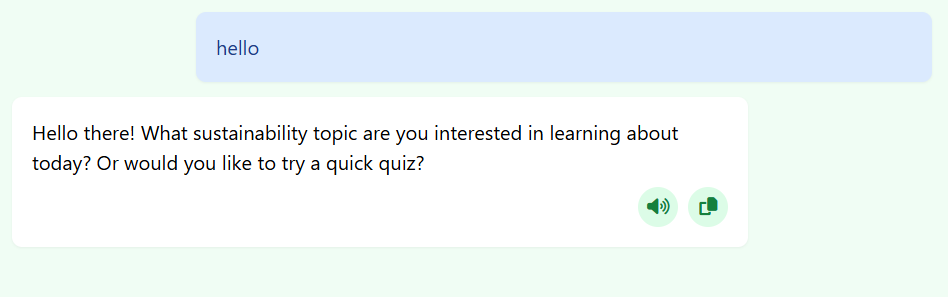 hello
Hello there! What sustainability topic are you interested in learning about
today? Or would you like to try a quick quiz?